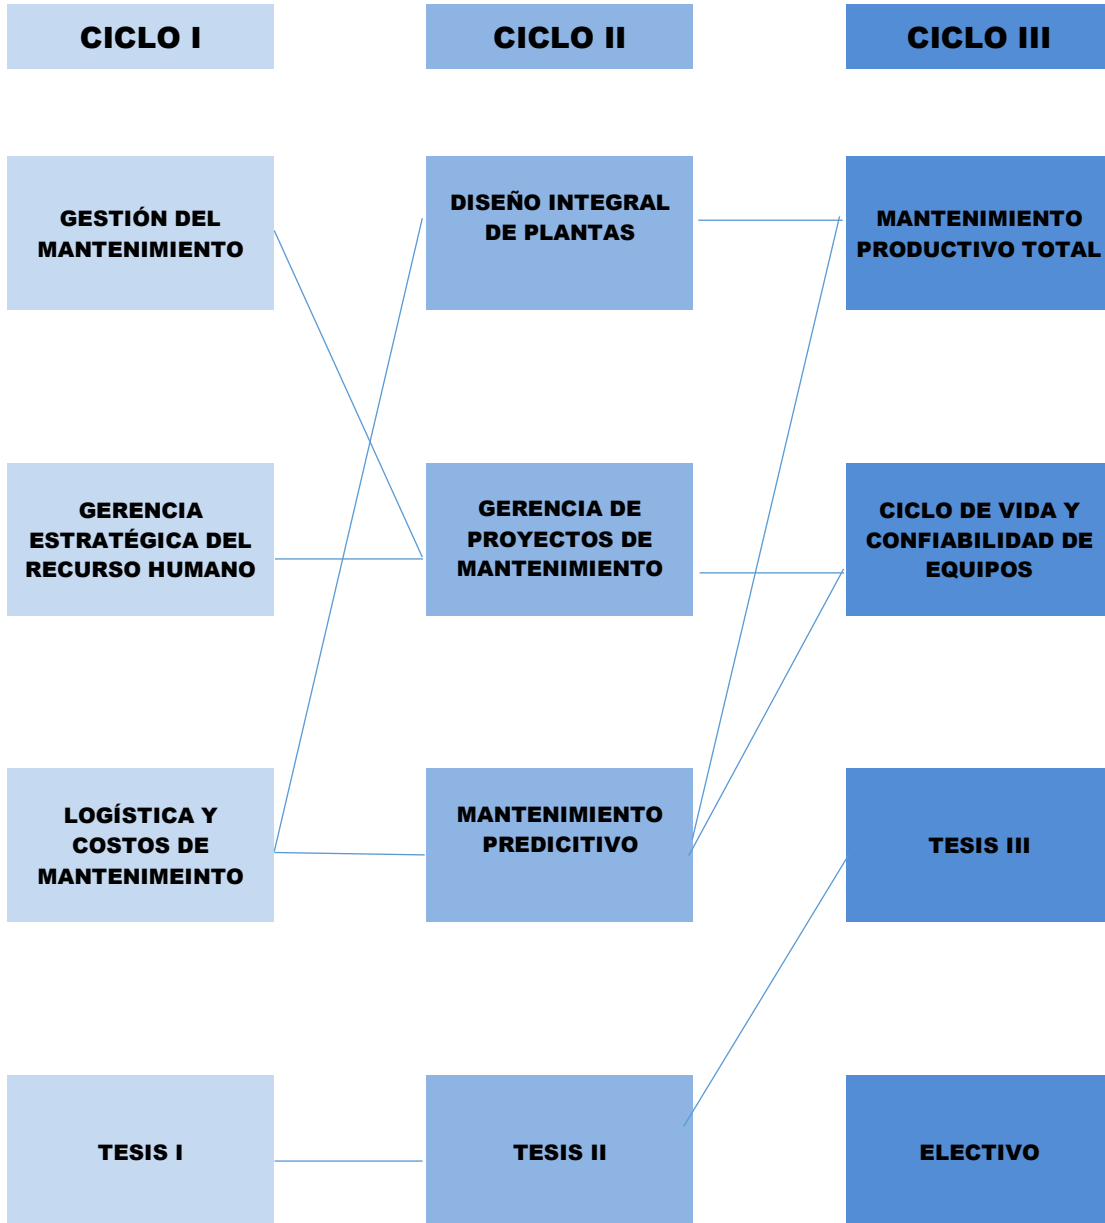 CICLO I
CICLO II
CICLO III
GESTIÓN DEL
MANTENIMIENTO
DISEÑO INTEGRAL
DE PLANTAS
MANTENIMIENTO
PRODUCTIVO TOTAL
GERENCIA
ESTRATÉGICA DEL
RECURSO HUMANO
GERENCIA DE
PROYECTOS DE
MANTENIMIENTO
CICLO DE VIDA Y
CONFIABILIDAD DE
EQUIPOS
LOGÍSTICA Y
COSTOS DE
MANTENIMEINTO
MANTENIMIENTO
PREDICITIVO
TESIS III
TESIS I
TESIS II
ELECTIVO